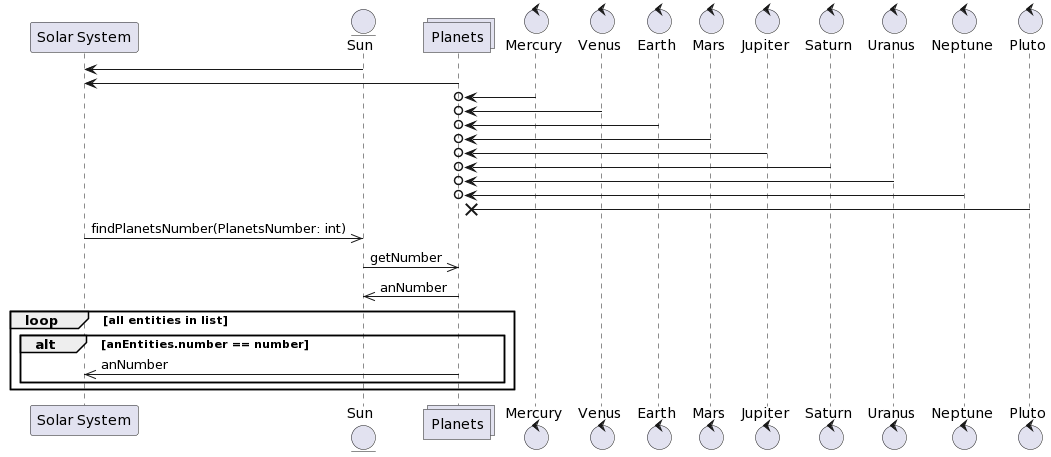 Solar System
Sun
Planets
Mercury
Venus
Earth
Mars
Jupiter
Saturn
Uranus
Neptune
Pluto
findPlanetsNumber(PlanetsNumber: int)
getNumber
anNumber
loop [all entities in list]
alt [anEntities.number == number]
anNumber
Solar System
Sun
Planets
Mercury
Venus
Earth
Mars
Jupiter
Saturn
Uranus
Neptune
Pluto